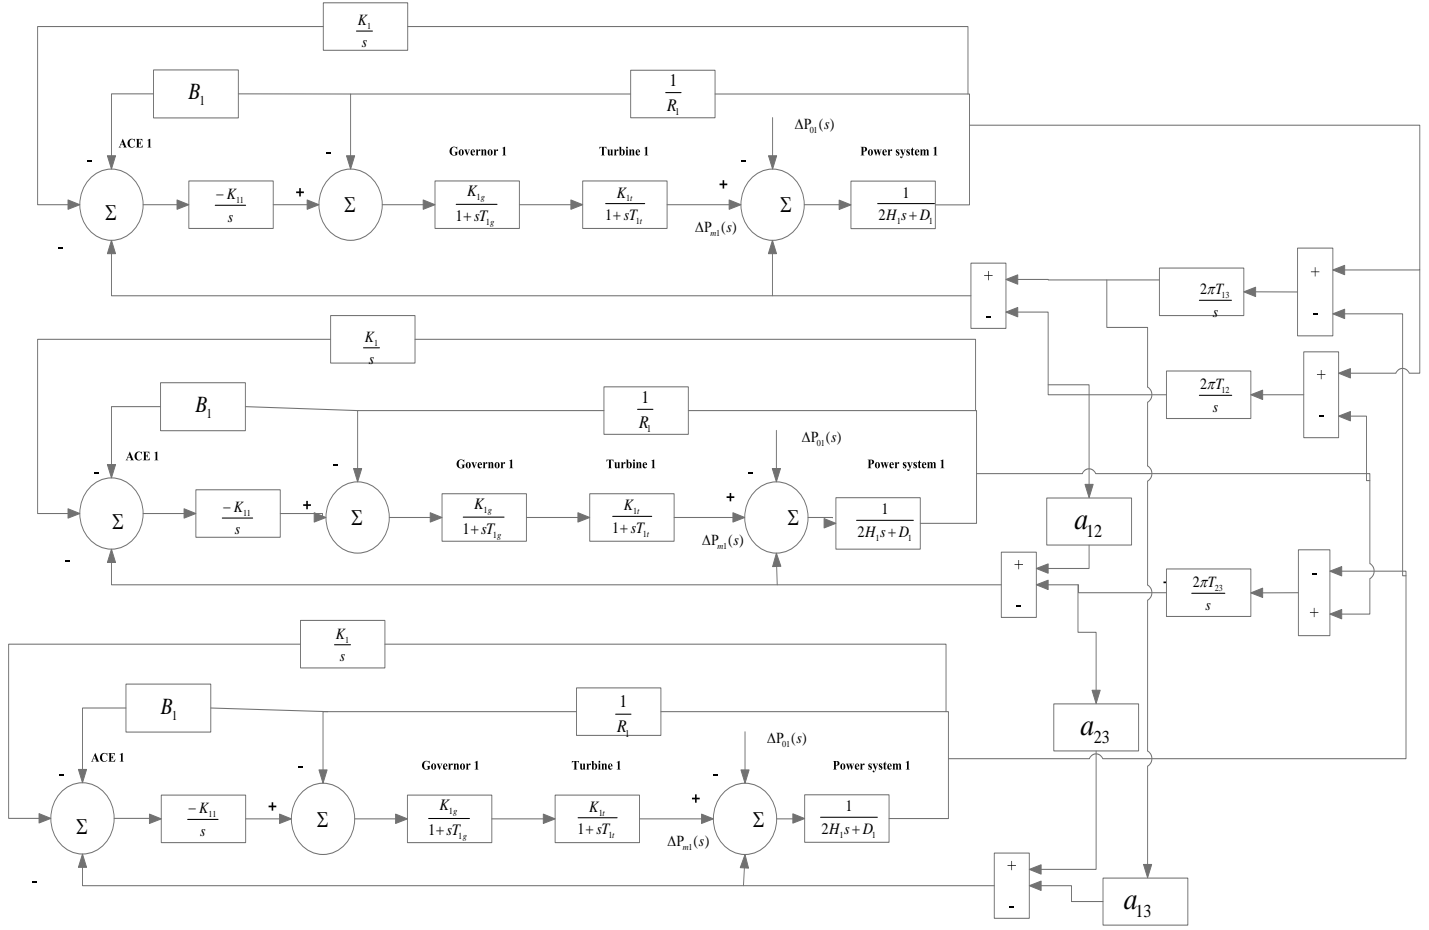 K₁
s
B₁
1
R₁
ΔP₀₁(s)
-
ACE 1
-
Governor 1
Turbine 1
-
Power system 1
Σ
-K₁₁
s
+
Σ
K₁g
1+sT₁g
K₁t
1+sT₁t
+
ΔPm1(s)
Σ
1
2H₁s+D₁
-
+
-
2πT₁₃
s
+
-
K₁
s
2πT₁₂
s
+
-
B₁
1
R₁
ΔP₀₁(s)
-
ACE 1
-
Governor 1
Turbine 1
-
Power system 1
Σ
-K₁₁
s
+
Σ
K₁g
1+sT₁g
K₁t
1+sT₁t
+
ΔPm1(s)
Σ
1
2H₁s+D₁
a₁₂
-
+
-
-
2πT₂₃
s
-
+
K₁
s
B₁
1
R₁
ΔP₀₁(s)
a₂₃
-
ACE 1
-
Governor 1
Turbine 1
-
Power system 1
Σ
-K₁₁
s
+
Σ
K₁g
1+sT₁g
K₁t
1+sT₁t
+
ΔPm1(s)
Σ
1
2H₁s+D₁
-
+
-
a₁₃